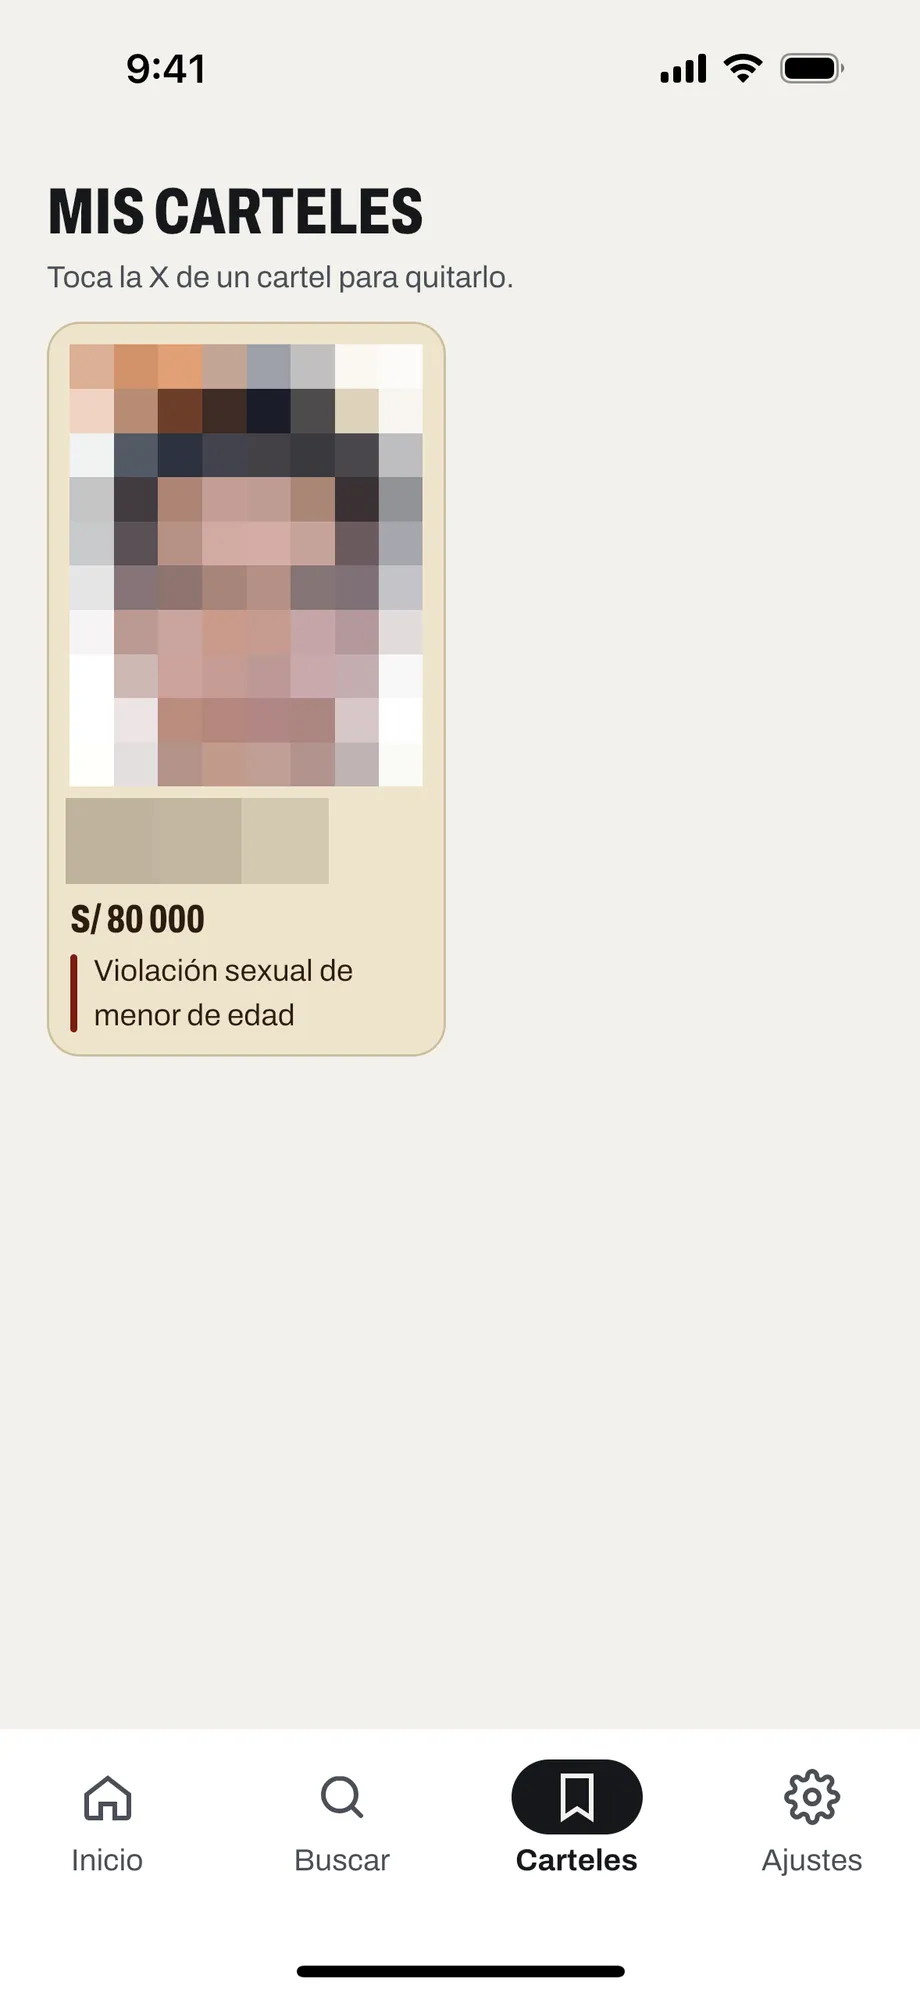 9:41
MIS CARTELES
Toca la X de un cartel para quitarlo.
S/ 80 000
Violación sexual de
menor de edad
Inicio
Buscar
Carteles
Ajustes